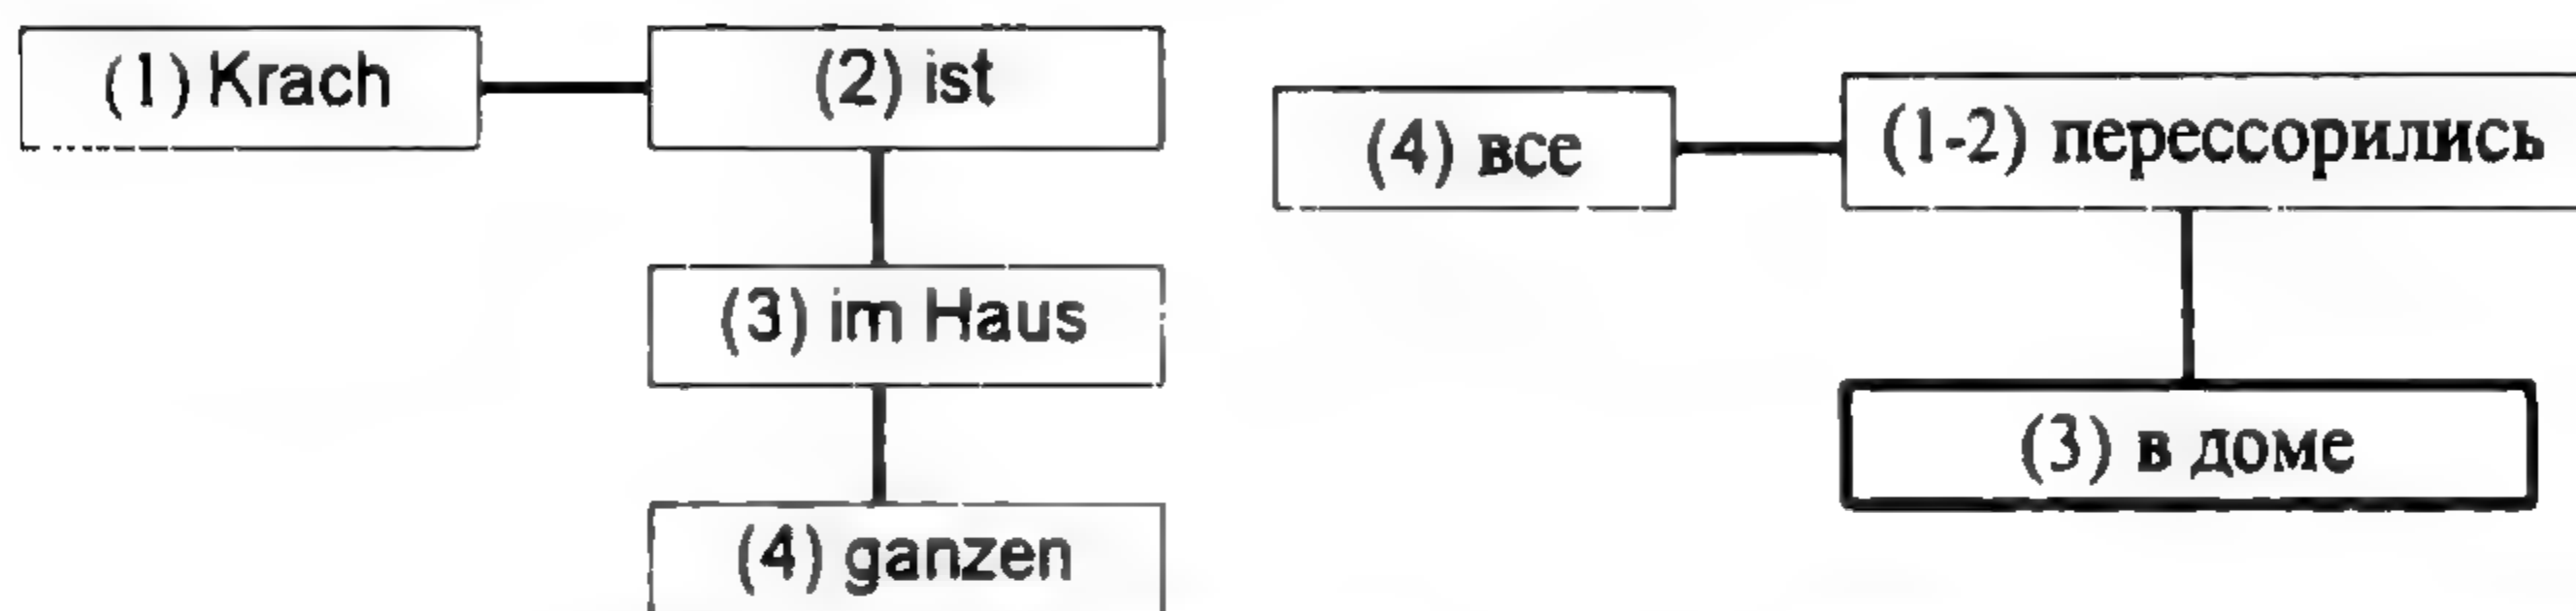 (1) Krach
(2) ist
(3) im Haus
(4) ganzen
(4) все
(1-2) перессорились
(3) в доме